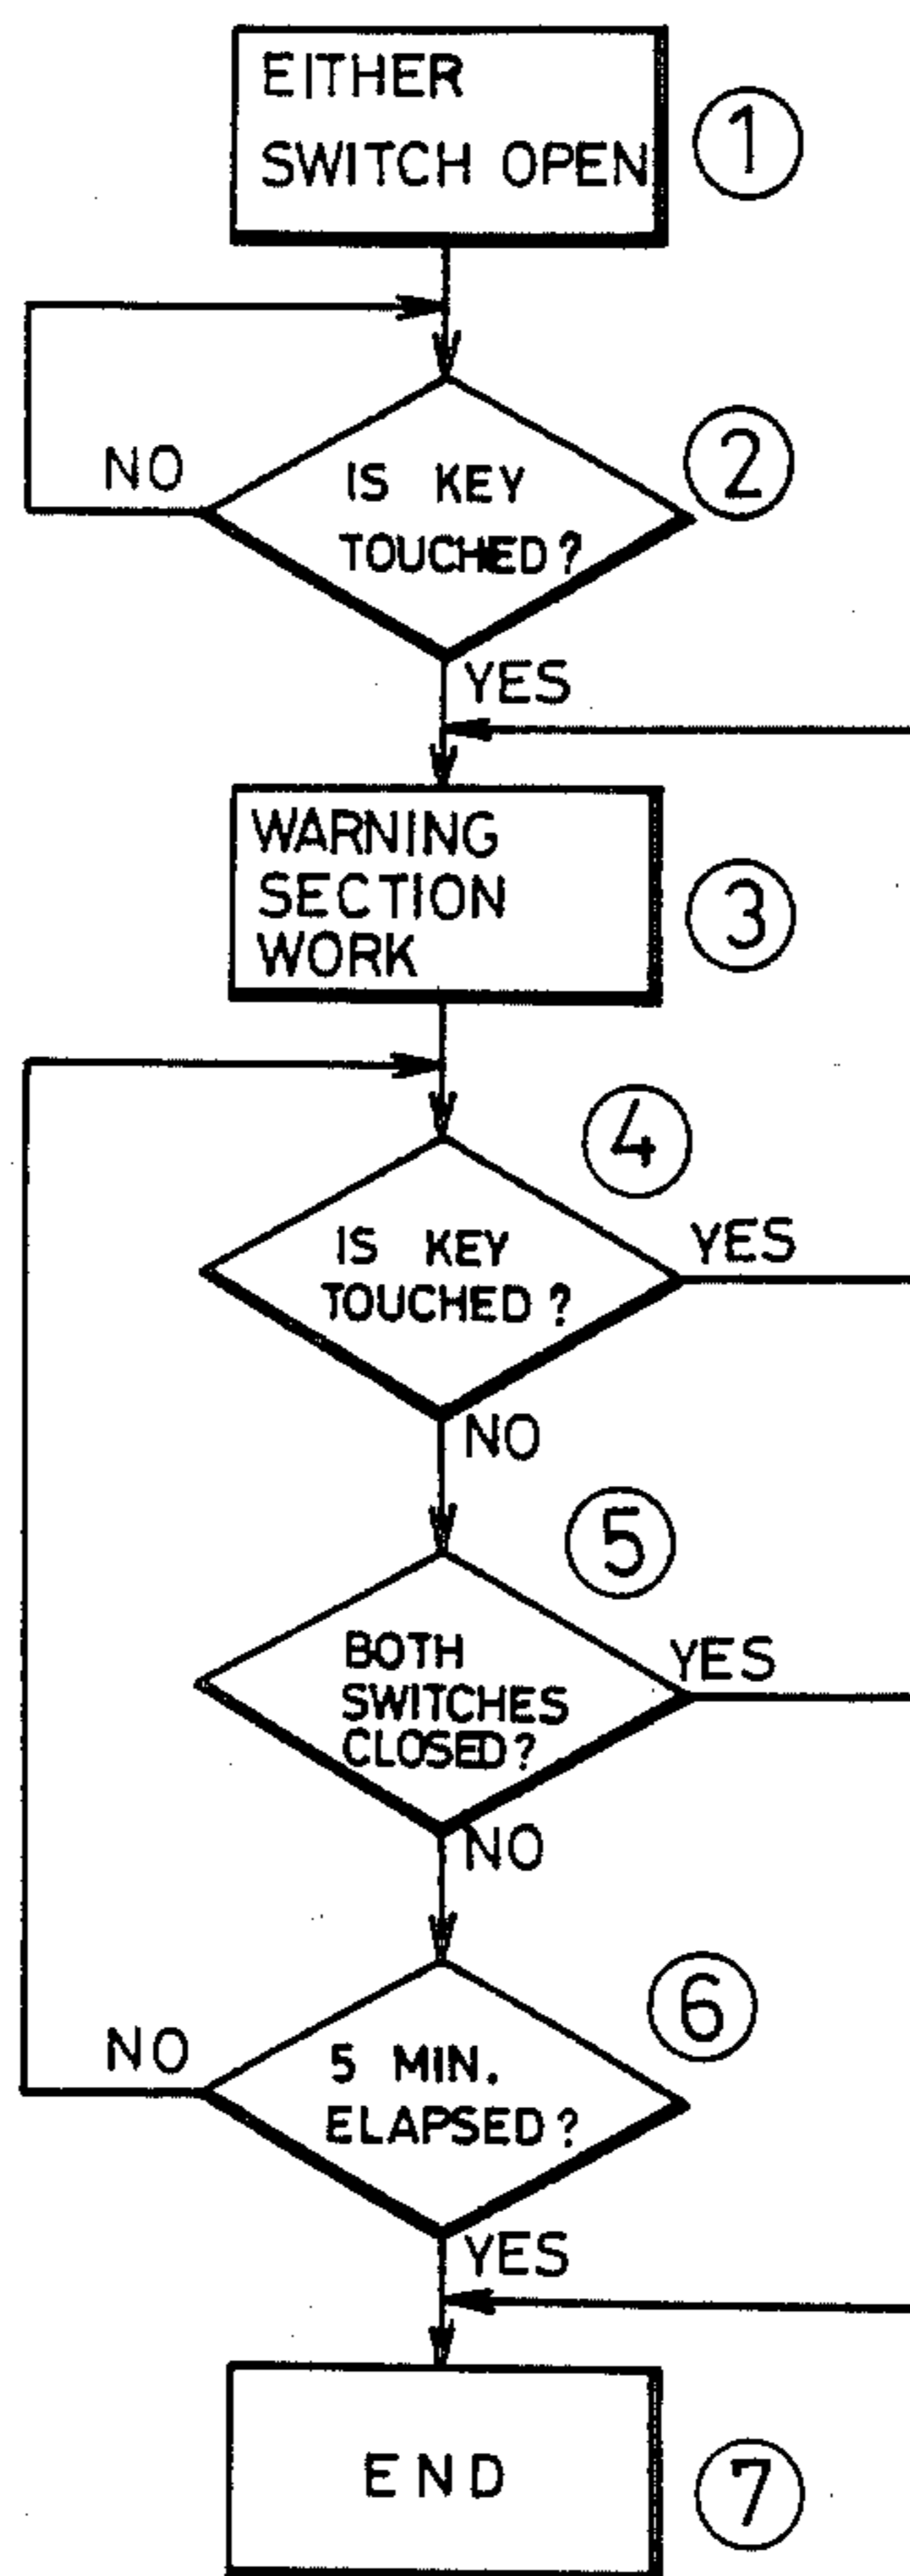 EITHER
SWITCH OPEN
1
2
NO
IS KEY
TOUCHED?
YES
WARNING
SECTION
WORK
3
4
IS KEY
TOUCHED?
YES
NO
5
BOTH
SWITCHES
CLOSED?
YES
NO
6
NO
5 MIN.
ELAPSED?
YES
END
7